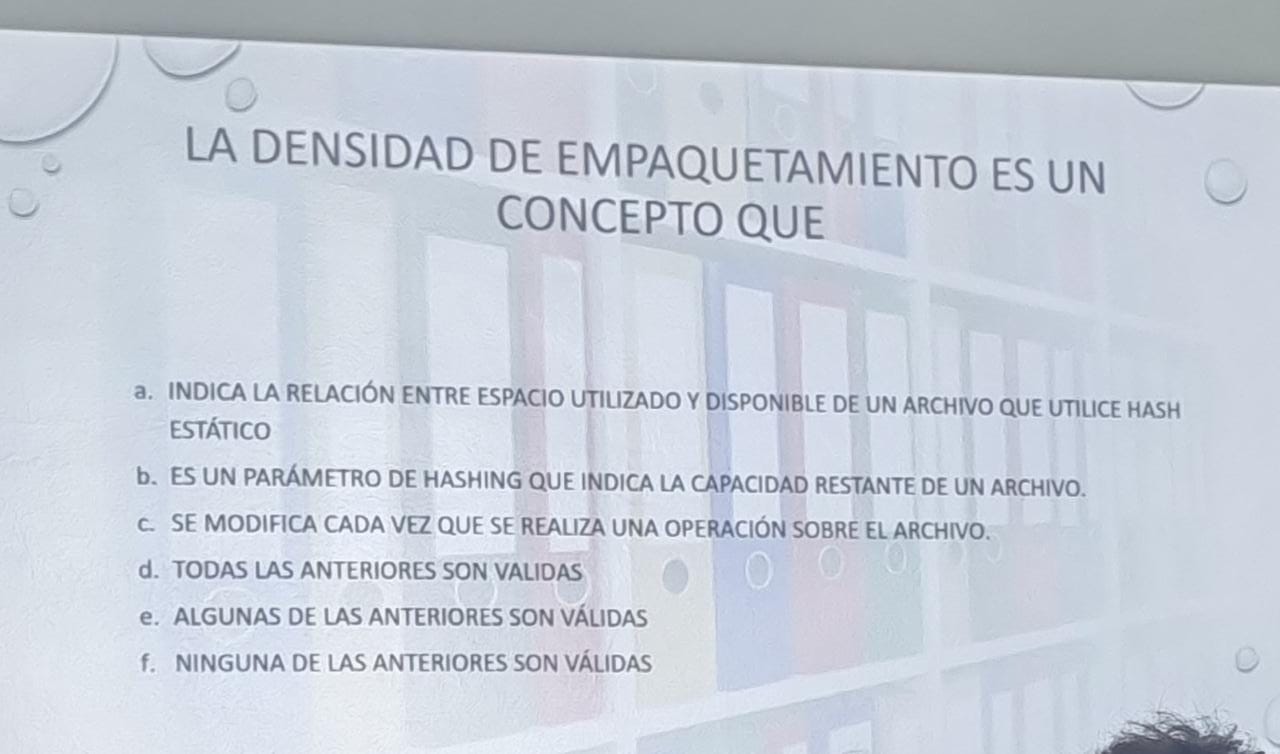 LA DENSIDAD DE EMPAQUETAMIENTO ES UN
CONCEPTO QUE
a. INDICA LA RELACIÓN ENTRE ESPACIO UTILIZADO Y DISPONIBLE DE UN ARCHIVO QUE UTILICE HASH
ESTÁTICO
b. ES UN PARÁMETRO DE HASHING QUE INDICA LA CAPACIDAD RESTANTE DE UN ARCHIVO.
c. SE MODIFICA CADA VEZ QUE SE REALIZA UNA OPERACIÓN SOBRE EL ARCHIVO.
d. TODAS LAS ANTERIORES SON VALIDAS
e. ALGUNAS DE LAS ANTERIORES SON VÁLIDAS
f. NINGUNA DE LAS ANTERIORES SON VÁLIDAS